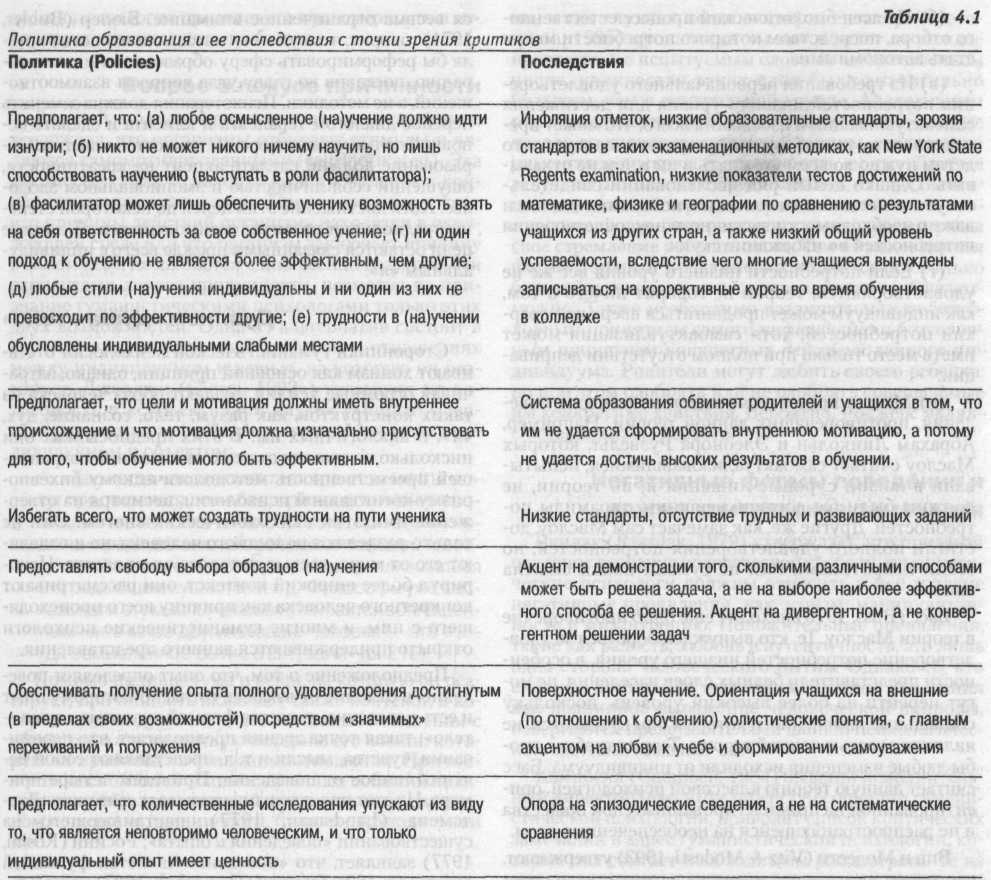 Таблица 4.1
Политика образования и ее последствия с точки зрения критиков
Политика (Policies)
Последствия
Предполагает, что: (а) любое осмысленное (на)учение должно идти
изнутри; (б) никто не может никого ничему научить, но лишь
способствовать научению (выступать в роли фасилитатора);
(в) фасилитатор может лишь обеспечить ученику возможность взять
на себя ответственность за свое собственное учение; (г) ни один
подход к обучению не является более эффективным, чем другие;
(д) любые стили (на)учения индивидуальны и ни один из них не
превосходит по эффективности другие; (е) трудности в (на)учении
обусловлены индивидуальными слабыми местами
Инфляция отметок, низкие образовательные стандарты, эрозия
стандартов в таких экзаменационных методиках, как New York State
Regents examination, низкие показатели тестов достижений по
математике, физике и географии по сравнению с результатами
учащихся из других стран, а также низкий общий уровень
успеваемости, вследствие чего многие учащиеся вынуждены
записываться на коррективные курсы во время обучения
в колледже
Предполагает, что цели и мотивация должны иметь внутреннее
происхождение и что мотивация должна изначально присутствовать
для того, чтобы обучение могло быть эффективным.
Система образования обвиняет родителей и учащихся в том, что
им не удается сформировать внутреннюю мотивацию, а потому
не удается достичь высоких результатов в обучении.
Избегать всего, что может создать трудности на пути ученика
Низкие стандарты, отсутствие трудных и развивающих заданий
Предоставлять свободу выбора образцов (на)учения
Акцент на демонстрации того, сколькими различными способами
может быть решена задача, а не на выборе наиболее эффектив-
ного способа ее решения. Акцент на дивергентном, а не конвер-
гентном решении задач
Обеспечивать получение опыта полного удовлетворения достигнутым
(в пределах своих возможностей) посредством «значимых»
переживаний и погружения
Поверхностное научение. Ориентация учащихся на внешние
(по отношению к обучению) холистические понятия, с главным
акцентом на любви к учебе и формировании самоуважения
Предполагает, что количественные исследования упускают из виду
то, что является неповторимо человеческим, и что только
индивидуальный опыт имеет ценность
Опора на эпизодические сведения, а не на систематические
сравнения